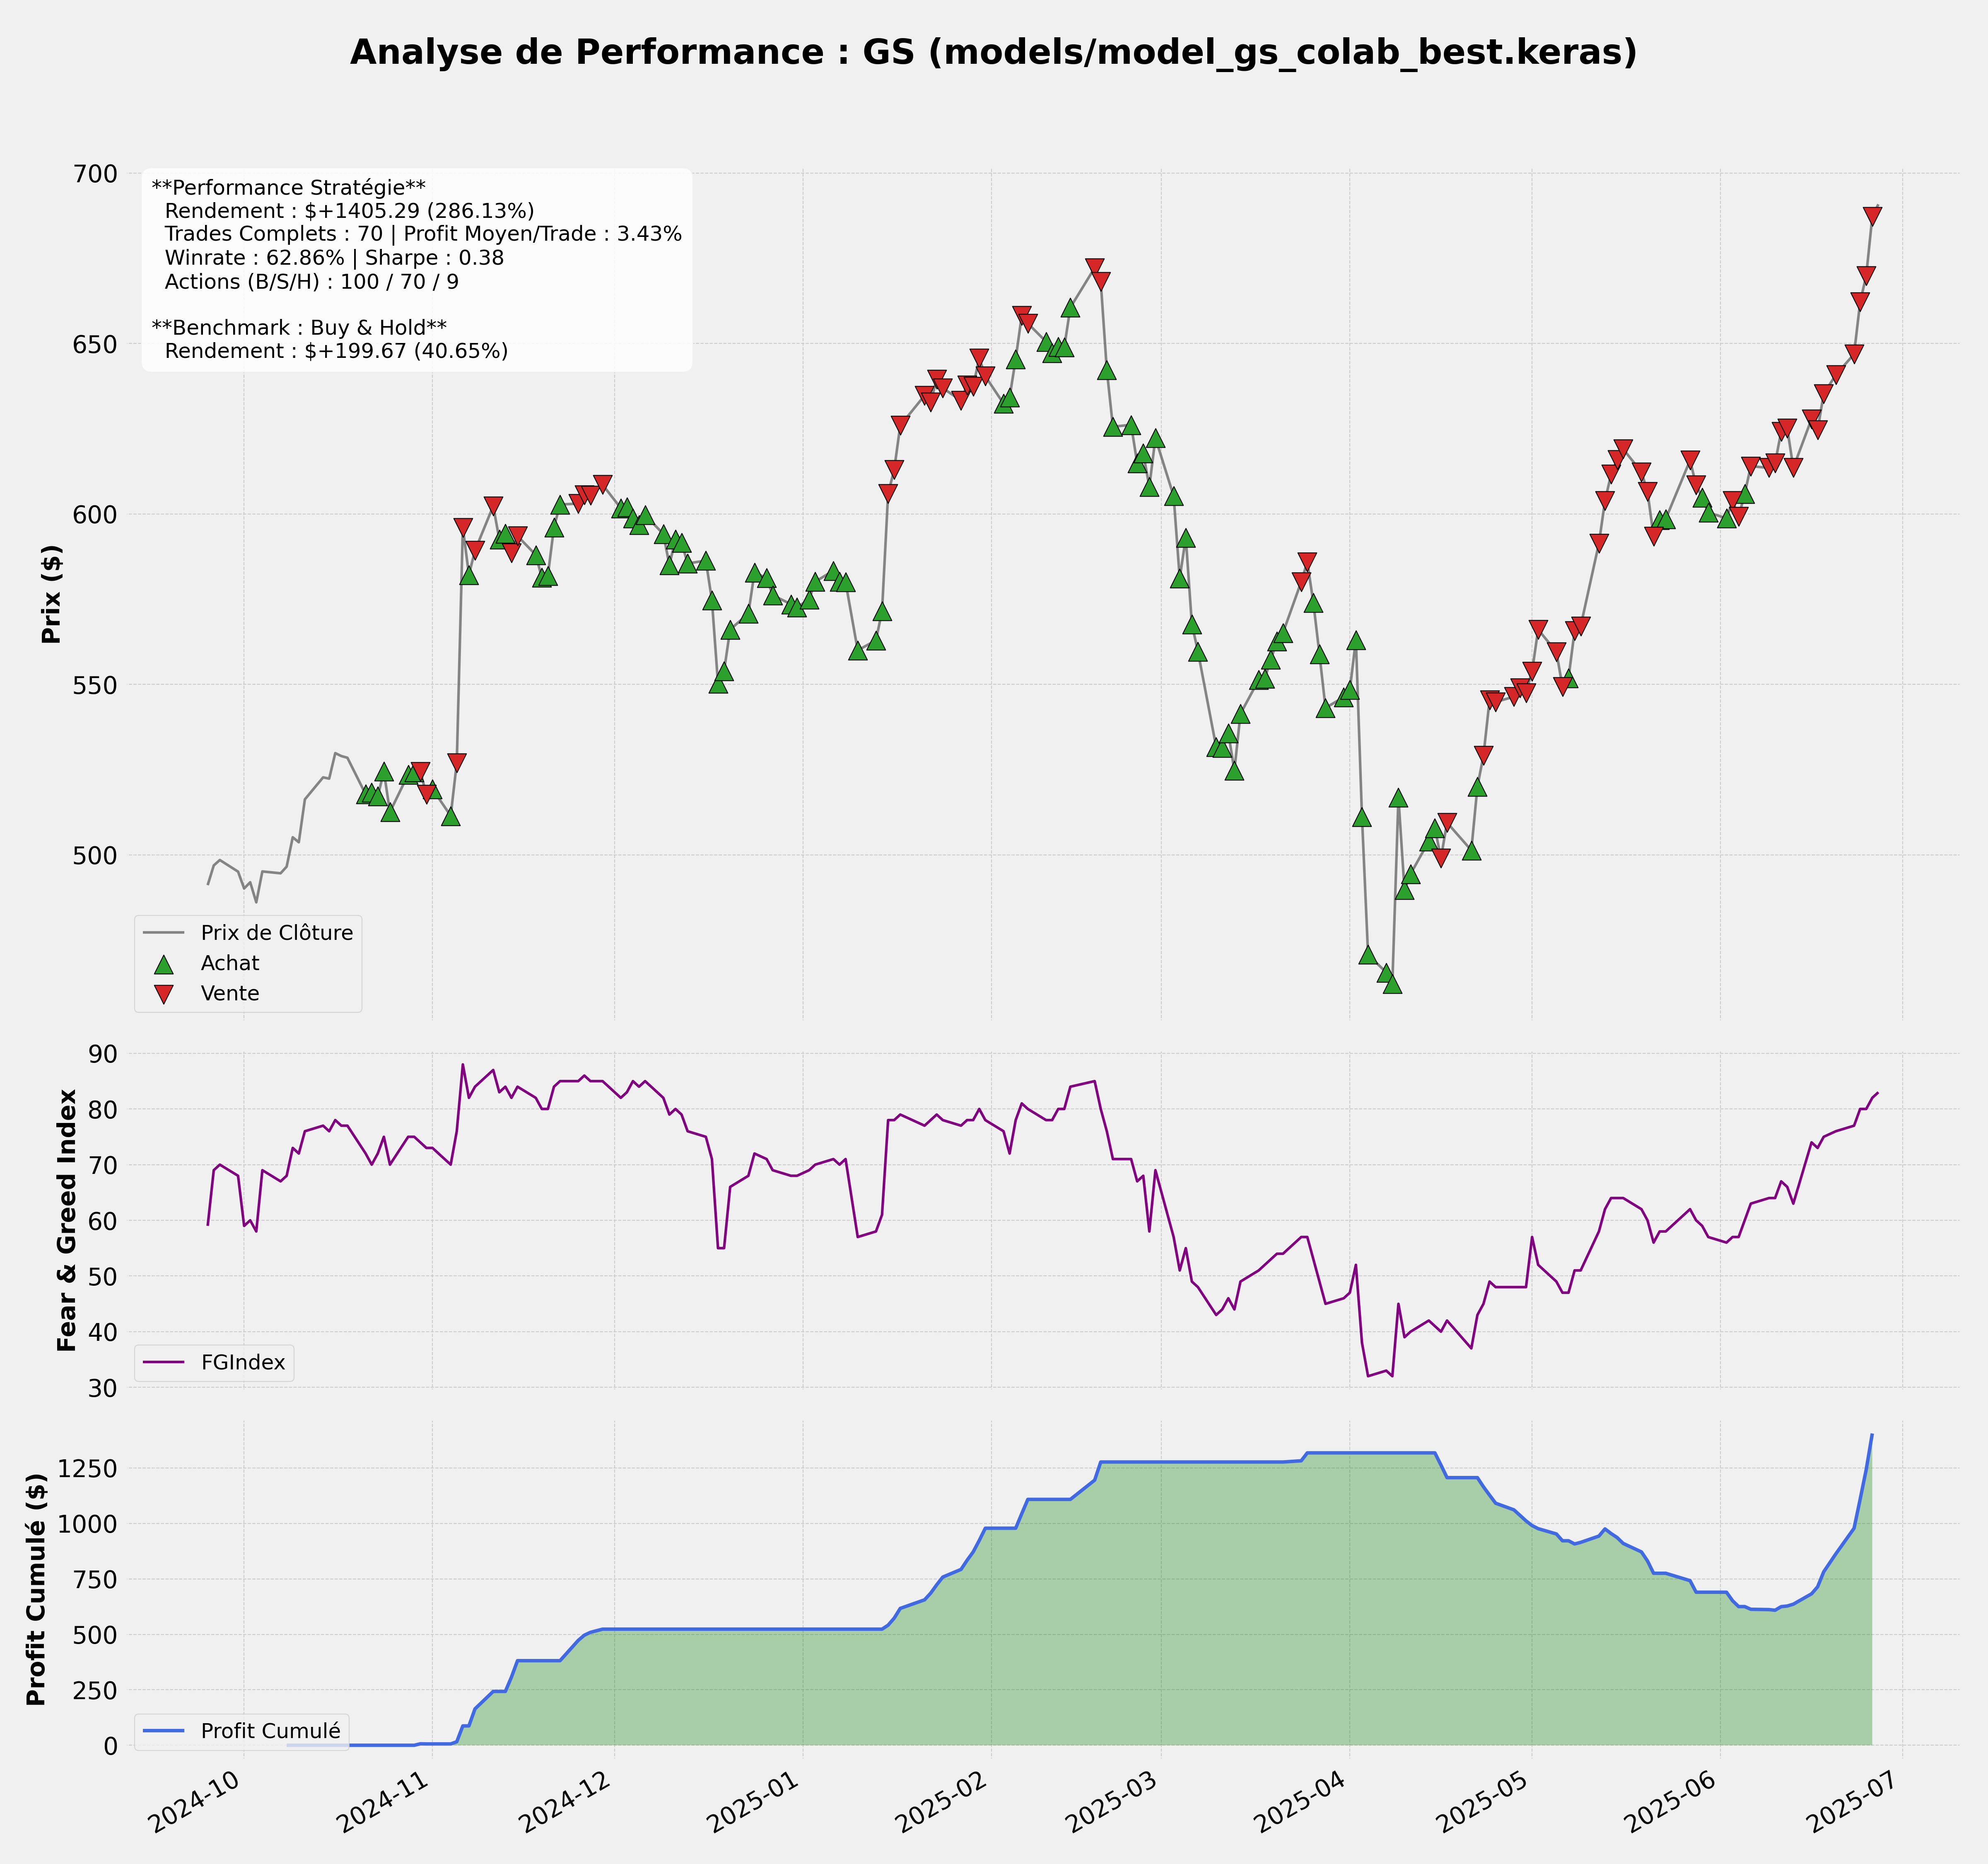 Analyse de Performance : GS (models/model_gs_colab_best.keras)
**Performance Stratégie**
Rendement : $+1405.29 (286.13%)
Trades Complets : 70 | Profit Moyen/Trade : 3.43%
Winrate : 62.86% | Sharpe : 0.38
Actions (B/S/H) : 100 / 70 / 9
**Benchmark : Buy & Hold**
Rendement : $+199.67 (40.65%)
Prix ($)
700
650
600
550
500
Prix de Clôture
Achat
Vente
Fear & Greed Index
90
80
70
60
50
40
30
FGIndex
Profit Cumulé ($)
1250
1000
750
500
250
0
Profit Cumulé
2024-10
2024-11
2024-12
2025-01
2025-02
2025-03
2025-04
2025-05
2025-06
2025-07